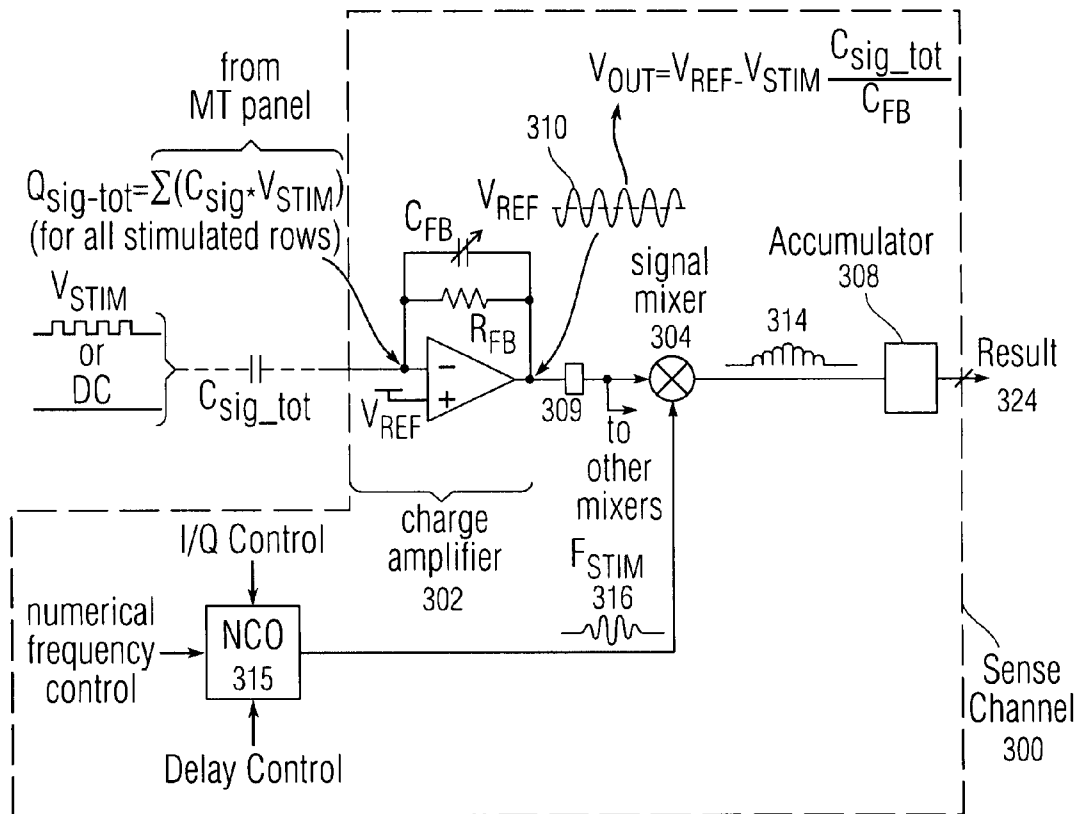 from
MT panel
Q_sig-tot=Σ(C_sig*V_STIM)
(for all stimulated rows)
V_STIM
or
DC
C_sig_tot
V_OUT=V_REF-V_STIM C_sig_tot
C_FB
310
V_REF
C_FB
R_FB
−
+
V_REF
309
to
other
mixers
signal
mixer
304
314
Accumulator
308
Result
324
charge
amplifier
302
F_STIM
316
I/Q Control
numerical
frequency
control
NCO
315
Delay Control
Sense
Channel
300